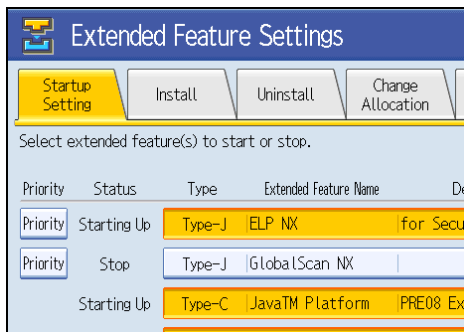 Extended Feature Settings
Startup Setting Install Uninstall Change Allocation
Select extended feature(s) to start or stop.
Priority Status Type Extended Feature Name
Priority Starting Up Type-J ELP NX for Secu
Priority Stop Type-J GlobalScan NX
Starting Up Type-C JavaTM Platform PRE08 Ex